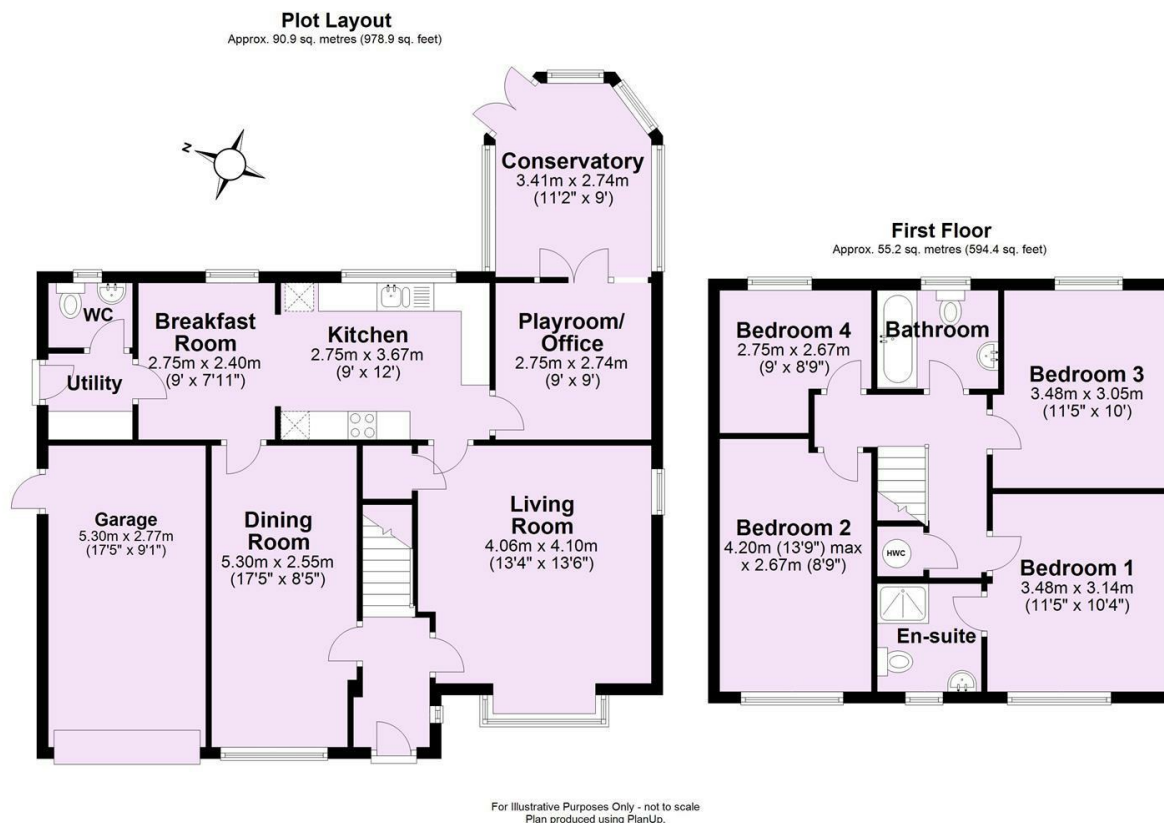 Plot Layout
Approx. 90.9 sq. metres (978.9 sq. feet)
N
Conservatory
3.41m x 2.74m
(11'2" x 9')
WC
Utility
Breakfast
Room
2.75m x 2.40m
(9' x 7'11")
Kitchen
2.75m x 3.67m
(9' x 12')
Playroom/
Office
2.75m x 2.74m
(9' x 9')
Garage
5.30m x 2.77m
(17'5" x 9'1")
Dining
Room
5.30m x 2.55m
(17'5" x 8'5")
Living
Room
4.06m x 4.10m
(13'4" x 13'6")
First Floor
Approx. 55.2 sq. metres (594.4 sq. feet)
Bedroom 4
2.75m x 2.67m
(9' x 8'9")
Bathroom
Bedroom 3
3.48m x 3.05m
(11'5" x 10')
Bedroom 2
4.20m (13'9") max
x 2.67m (8'9")
HWC
En-suite
Bedroom 1
3.48m x 3.14m
(11'5" x 10'4")
For Illustrative Purposes Only - not to scale
Plan produced using PlanUp.